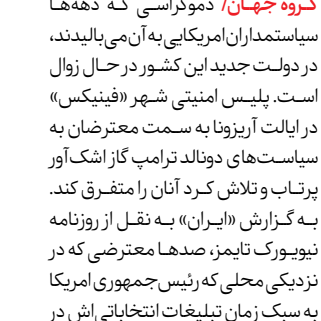 گروه جهان/ دموکراسی که دهه‌ها
سیاستمداران امریکایی به آن می‌بالیدند،
در دولت جدید این کشور در حال زوال
است. پلیس امنیتی شهر «فینیکس»
در ایالت آریزونا به سمت معترضان به
سیاست‌های دونالد ترامپ گاز اشک‌آور
پرتاب و تلاش کرد آنان را متفرق کند.
به گزارش «ایران» به نقل از روزنامه
نیویورک تایمز، صدها معترضی که در
نزدیکی محلی که رئیس‌جمهوری امریکا
به سبک زمان تبلیغات انتخاباتی‌اش در